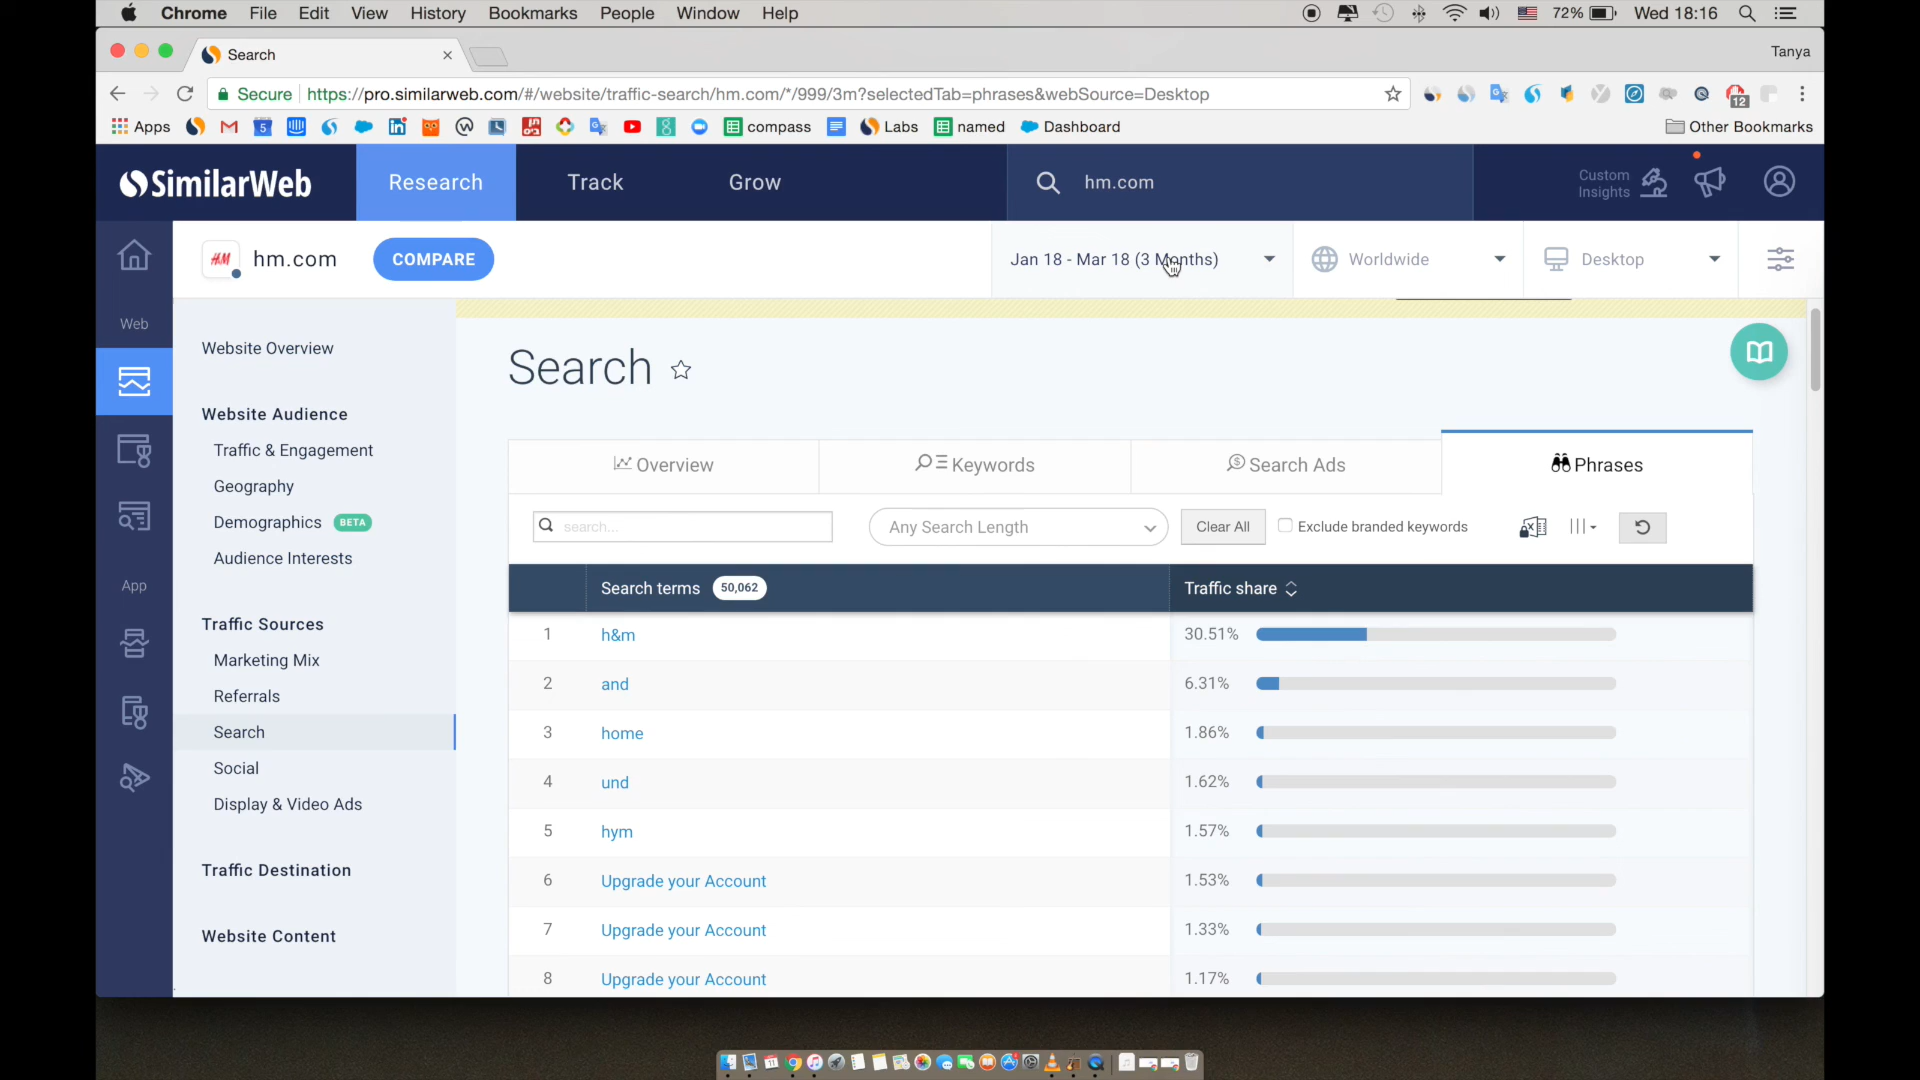 Chrome File Edit View History Bookmarks People Window Help 72% Wed 18:16
Search Tanya
Secure https://pro.similarweb.com/#/website/traffic-search/hm.com/*/999/3m?selectedTab=phrases&webSource=Desktop 12
Apps 5 compass Labs named Dashboard Other Bookmarks
SimilarWeb Research Track Grow hm.com Custom Insights
H&M hm.com COMPARE Jan 18 - Mar 18 (3 Months) Worldwide Desktop
Web
App
Website Overview
Website Audience
Traffic & Engagement
Geography
Demographics BETA
Audience Interests
Traffic Sources
Marketing Mix
Referrals
Search
Social
Display & Video Ads
Traffic Destination
Website Content
Search
Overview Keywords Search Ads Phrases
search... Any Search Length Clear All Exclude branded keywords
Search terms 50,062 Traffic share
1 h&m 30.51%
2 and 6.31%
3 home 1.86%
4 und 1.62%
5 hym 1.57%
6 Upgrade your Account 1.53%
7 Upgrade your Account 1.33%
8 Upgrade your Account 1.17%